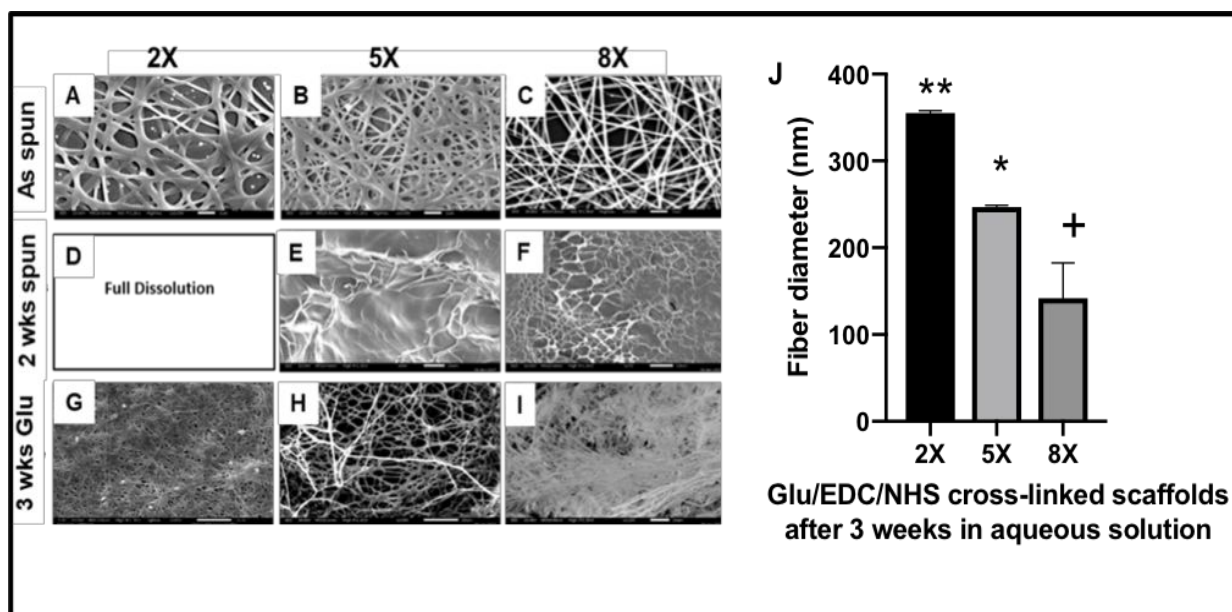 2X 5X 8X
As spun
A
B
C
2 wks spun
D
Full Dissolution
E
F
3 wks Glu
G
H
I
J
Fiber diameter (nm)
400
300
200
100
0
**
*
+
2X 5X 8X
Glu/EDC/NHS cross-linked scaffolds
after 3 weeks in aqueous solution